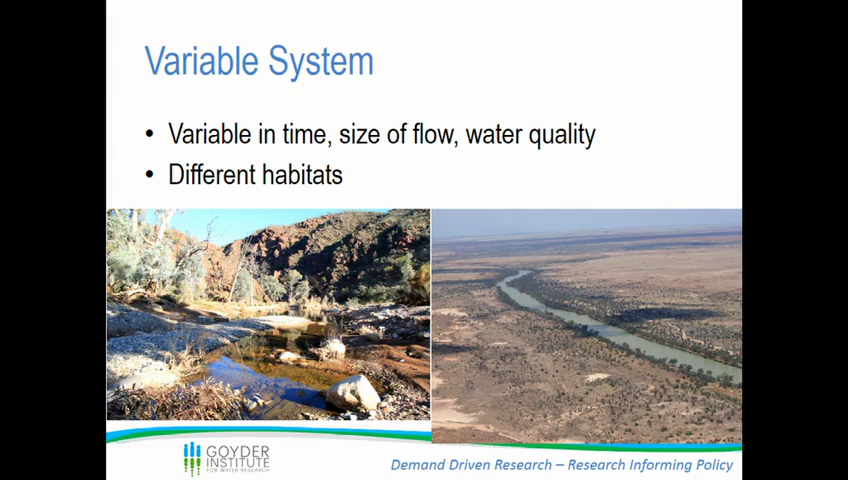 Variable System
• Variable in time, size of flow, water quality
• Different habitats
GOYDER
INSTITUTE
FOR WATER RESEARCH
Demand Driven Research – Research Informing Policy